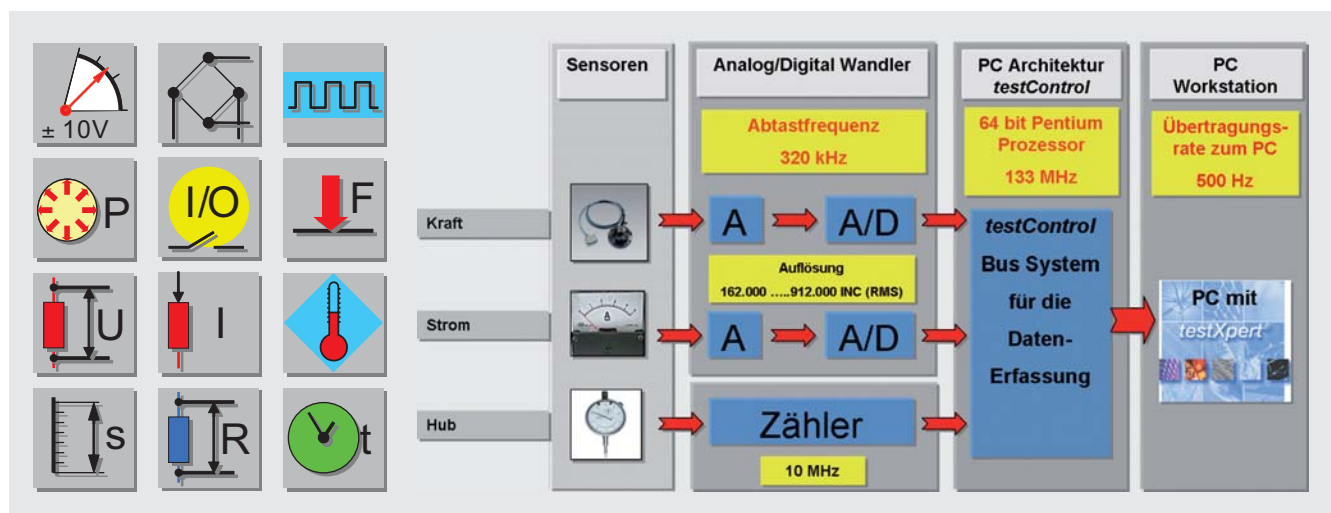 ± 10V
P
I/O
F
U
I
s
R
t
Sensoren
Analog/Digital Wandler
PC Architektur
testControl
PC
Workstation
Abtastfrequenz
320 kHz
64 bit Pentium
Prozessor
133 MHz
Übertragungs-
rate zum PC
500 Hz
Kraft
A
A/D
Auflösung
162.000 .....912.000 INC (RMS)
Strom
A
A
A/D
Hub
Zähler
10 MHz
testControl
Bus System
für die
Daten-
Erfassung
PC mit
testXpert